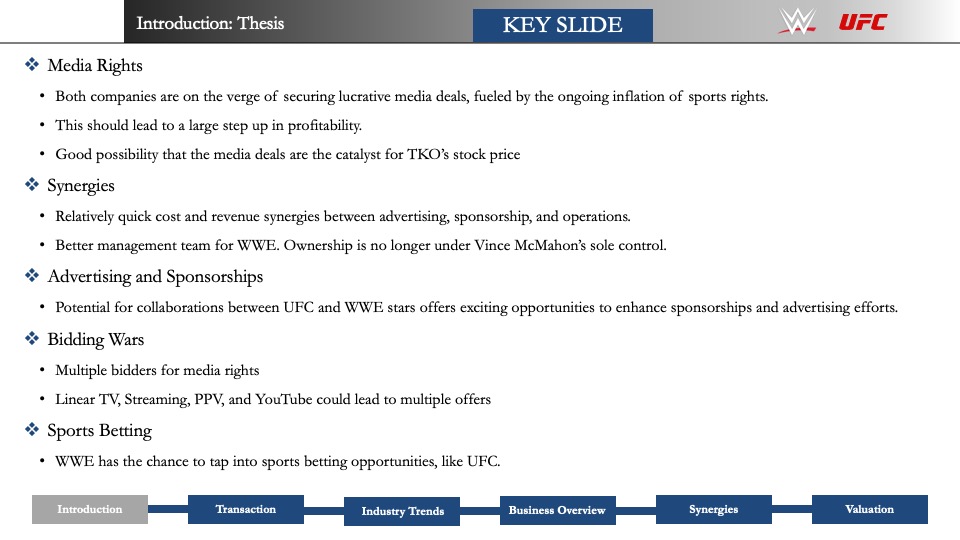 Introduction: Thesis
KEY SLIDE
W
UFC
Media Rights
• Both companies are on the verge of securing lucrative media deals, fueled by the ongoing inflation of sports rights.
• This should lead to a large step up in profitability.
• Good possibility that the media deals are the catalyst for TKO’s stock price
Synergies
• Relatively quick cost and revenue synergies between advertising, sponsorship, and operations.
• Better management team for WWE. Ownership is no longer under Vince McMahon’s sole control.
Advertising and Sponsorships
• Potential for collaborations between UFC and WWE stars offers exciting opportunities to enhance sponsorships and advertising efforts.
Bidding Wars
• Multiple bidders for media rights
• Linear TV, Streaming, PPV, and YouTube could lead to multiple offers
Sports Betting
• WWE has the chance to tap into sports betting opportunities, like UFC.
Introduction
Transaction
Industry Trends
Business Overview
Synergies
Valuation